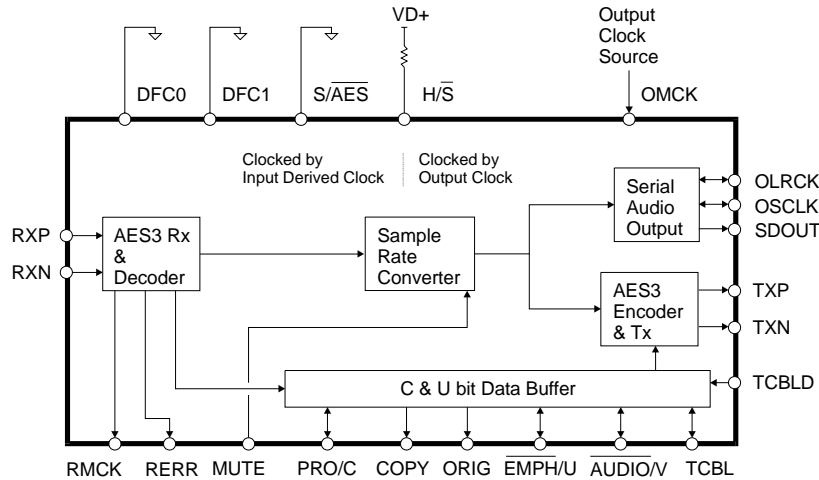 VD+
Output
Clock
Source
DFC0
DFC1
S/AES
H/S
OMCK
Clocked by
Input Derived Clock
Clocked by
Output Clock
Serial
Audio
Output
OLRCK
OSCLK
SDOUT
RXP
RXN
AES3 Rx
&
Decoder
Sample
Rate
Converter
AES3
Encoder
& Tx
TXP
TXN
C & U bit Data Buffer
TCBLD
RMCK
RERR
MUTE
PRO/C
COPY
ORIG
EMPH/U
AUDIO/V
TCBL